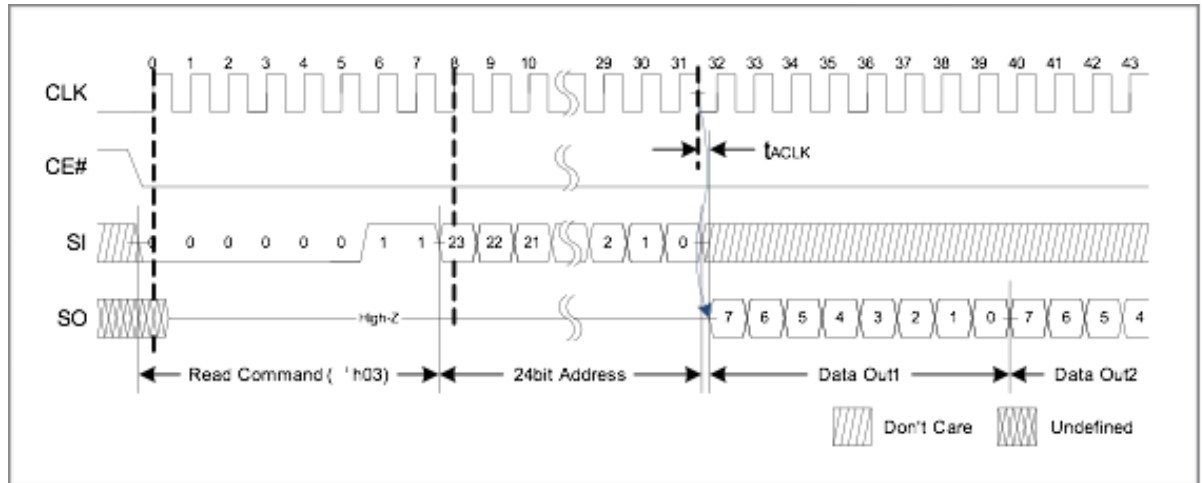 0 1 2 3 4 5 6 7 8 9 10 29 30 31 32 33 34 35 36 37 38 39 40 41 42 43
CLK
CE# tACLK
SI 0 0 0 0 0 0 1 1 23 22 21 2 1 0
SO High-Z 7 6 5 4 3 2 1 0 7 6 5 4
Read Command ( 'h03) 24bit Address Data Out1 Data Out2
Don't Care Undefined